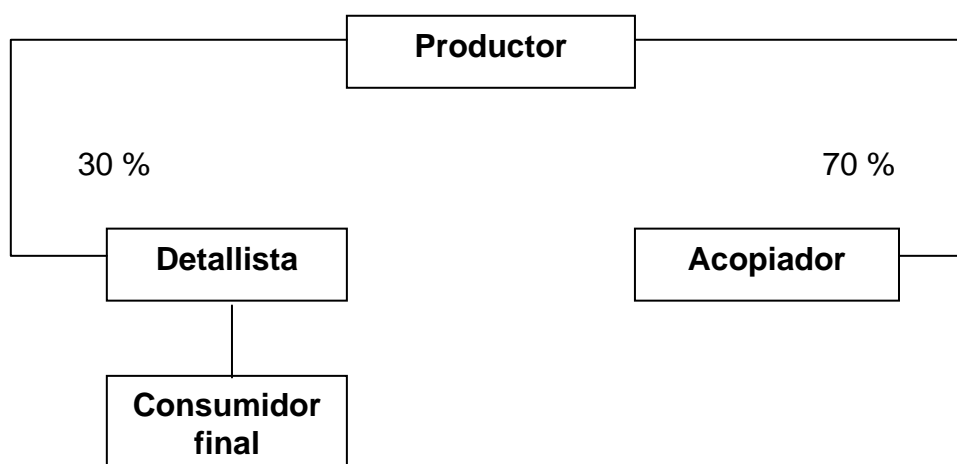 Productor
30 %
70 %
Detallista
Acopiador
Consumidor
final